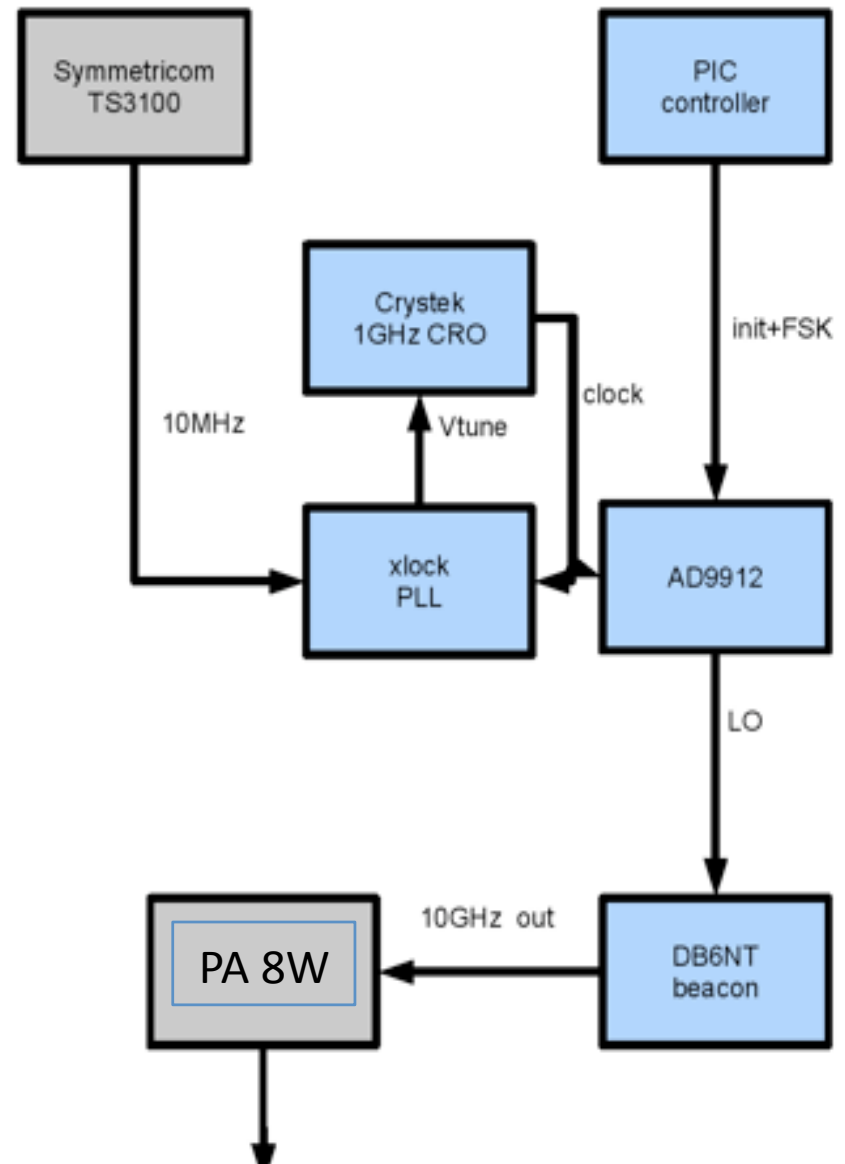 Symmetricom
TS3100
PIC
controller
Crystek
1GHz CRO
init+FSK
clock
10MHz
Vtune
xlock
PLL
AD9912
LO
10GHz out
PA 8W
DB6NT
beacon